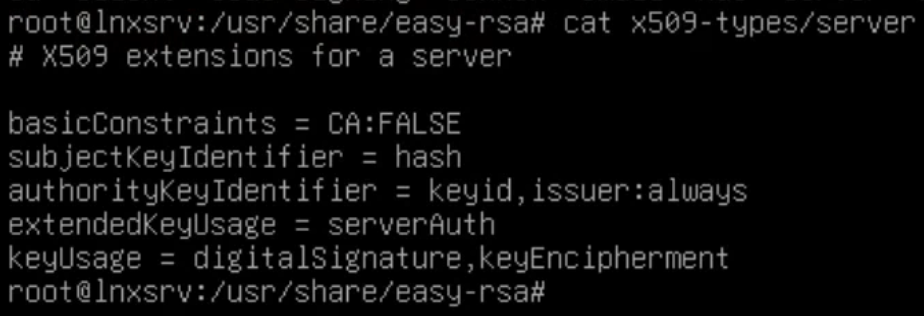 root@lnxsrv:/usr/share/easy-rsa# cat x509-types/server
# X509 extensions for a server
basicConstraints = CA:FALSE
subjectKeyIdentifier = hash
authorityKeyIdentifier = keyid,issuer:always
extendedKeyUsage = serverAuth
keyUsage = digitalSignature,keyEncipherment
root@lnxsrv:/usr/share/easy-rsa#